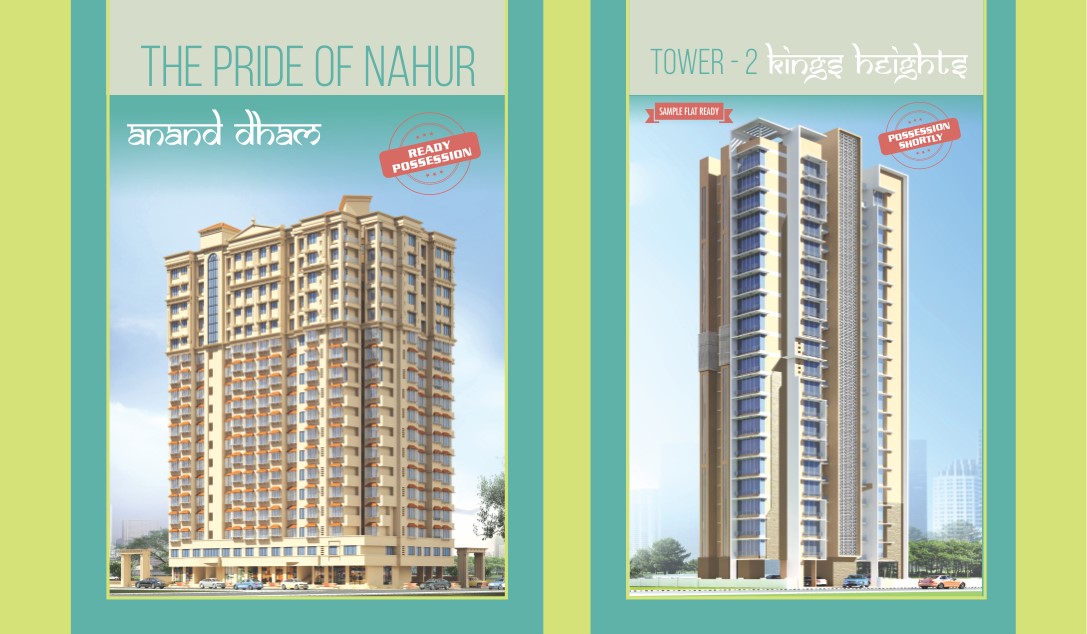 THE PRIDE OF NAHUR
anand dham
READY
POSSESSION
TOWER - 2 kings heights
SAMPLE FLAT READY
POSSESSION
SHORTLY